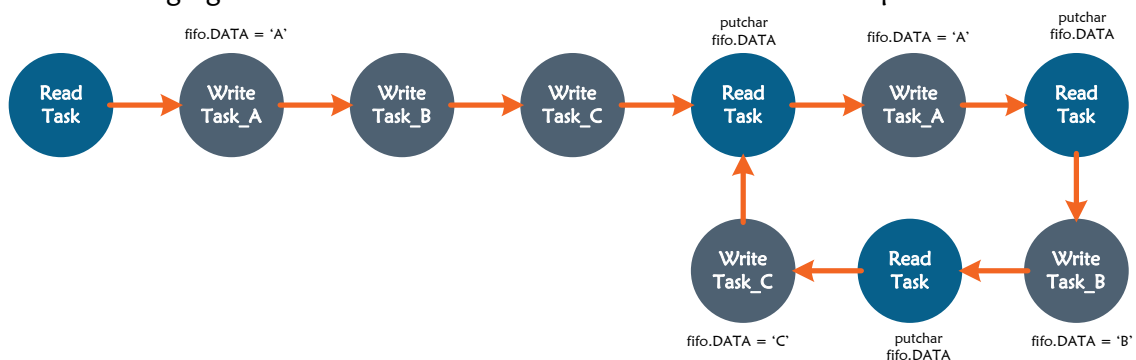 putchar
fifo.DATA
putchar
fifo.DATA
fifo.DATA = ‘A’
fifo.DATA = ‘A’
Read
Task
Write
Task_A
Write
Task_B
Write
Task_C
Read
Task
Write
Task_A
Read
Task
Write
Task_C
Read
Task
Write
Task_B
fifo.DATA = ‘C’
putchar
fifo.DATA
fifo.DATA = ‘B’